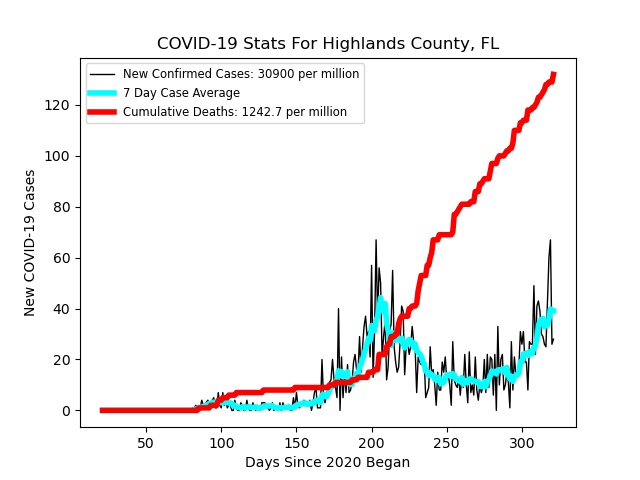 COVID-19 Stats For Highlands County, FL
New Confirmed Cases: 30900 per million
7 Day Case Average
Cumulative Deaths: 1242.7 per million
New COVID-19 Cases
120
100
80
60
40
20
0
50 100 150 200 250 300
Days Since 2020 Began